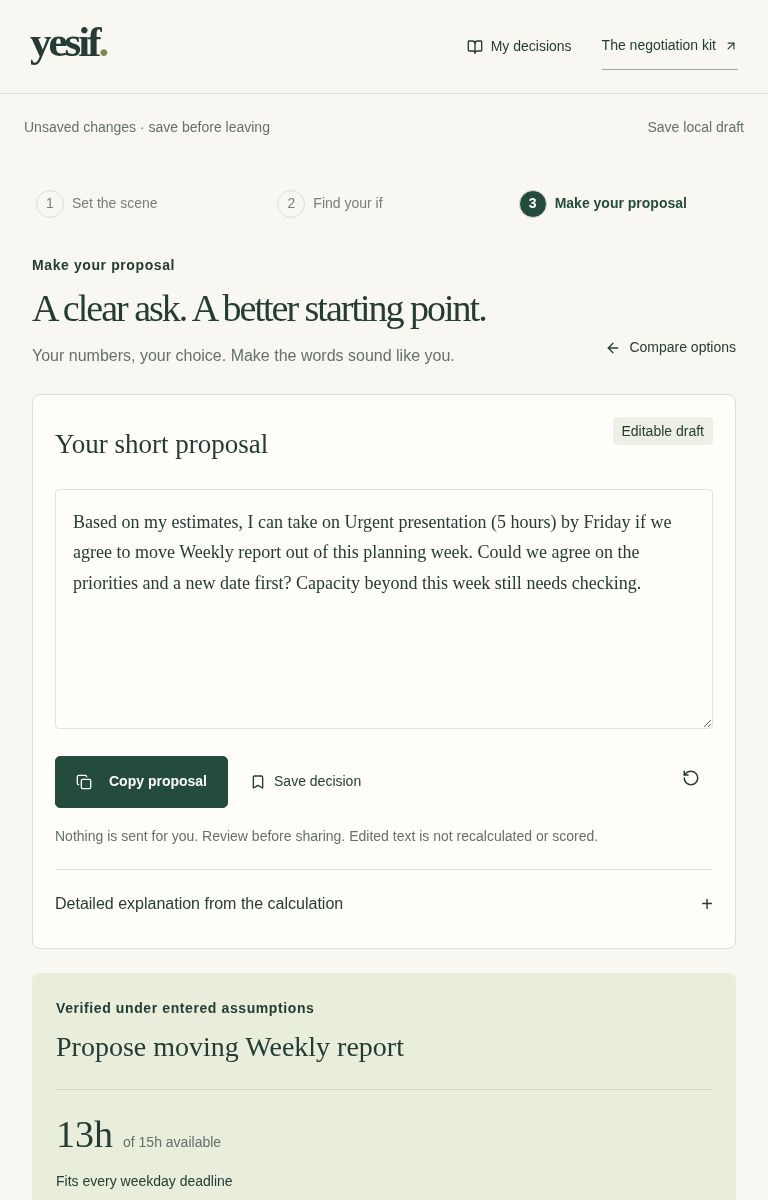 yesif.
My decisions
The negotiation kit
Unsaved changes · save before leaving
Save local draft
1 Set the scene
2 Find your if
3 Make your proposal
Make your proposal
A clear ask. A better starting point.
Your numbers, your choice. Make the words sound like you.
Compare options
Your short proposal
Editable draft
Based on my estimates, I can take on Urgent presentation (5 hours) by Friday if we
agree to move Weekly report out of this planning week. Could we agree on the
priorities and a new date first? Capacity beyond this week still needs checking.
Copy proposal
Save decision
Nothing is sent for you. Review before sharing. Edited text is not recalculated or scored.
Detailed explanation from the calculation +
Verified under entered assumptions
Propose moving Weekly report
13h of 15h available
Fits every weekday deadline